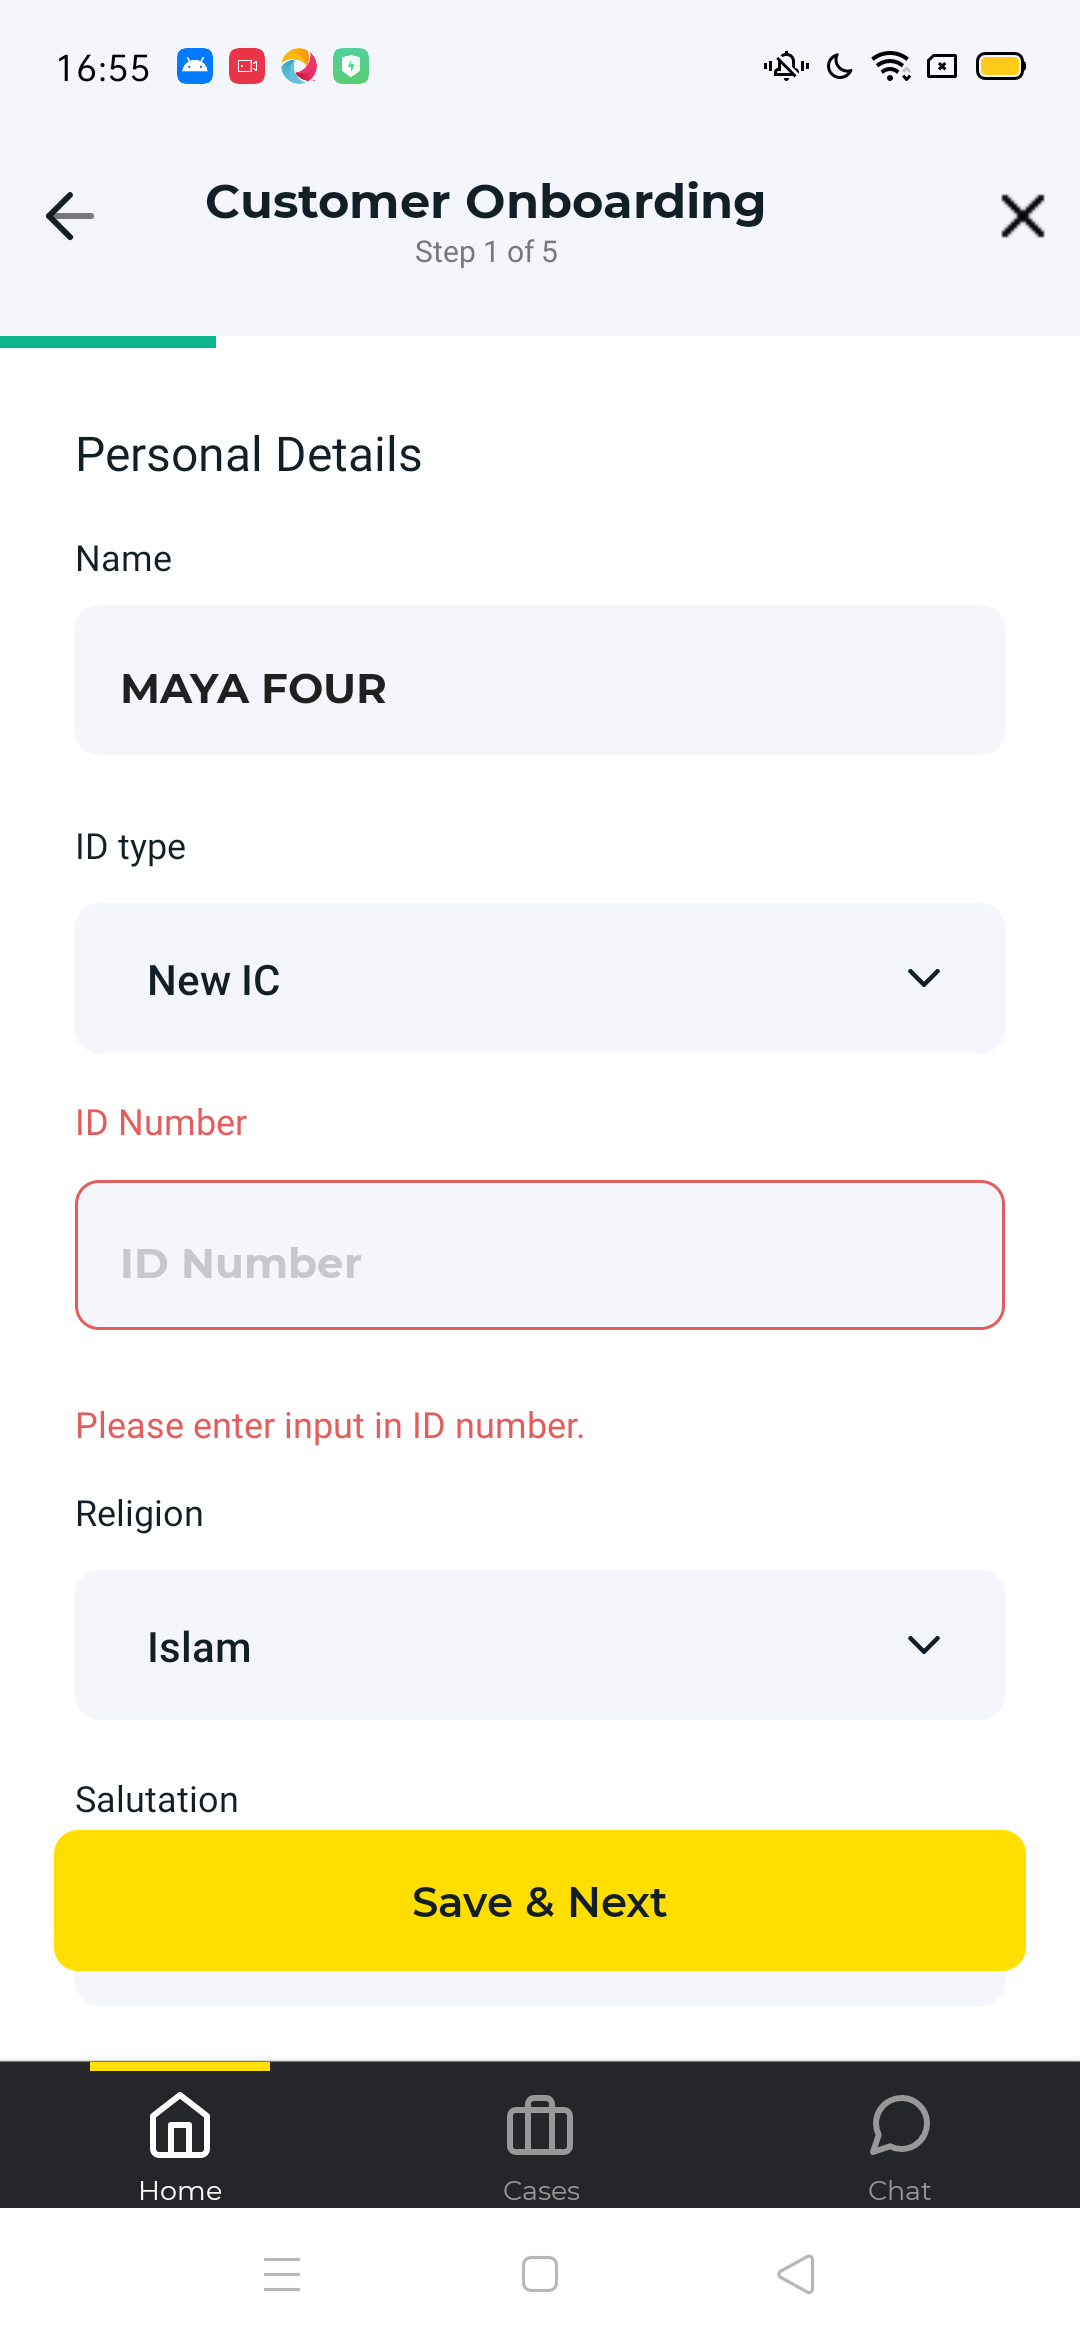 16:55
Customer Onboarding
Step 1 of 5
Personal Details
Name
MAYA FOUR
ID type
New IC
ID Number
ID Number
Please enter input in ID number.
Religion
Islam
Salutation
Save & Next
Home
Cases
Chat